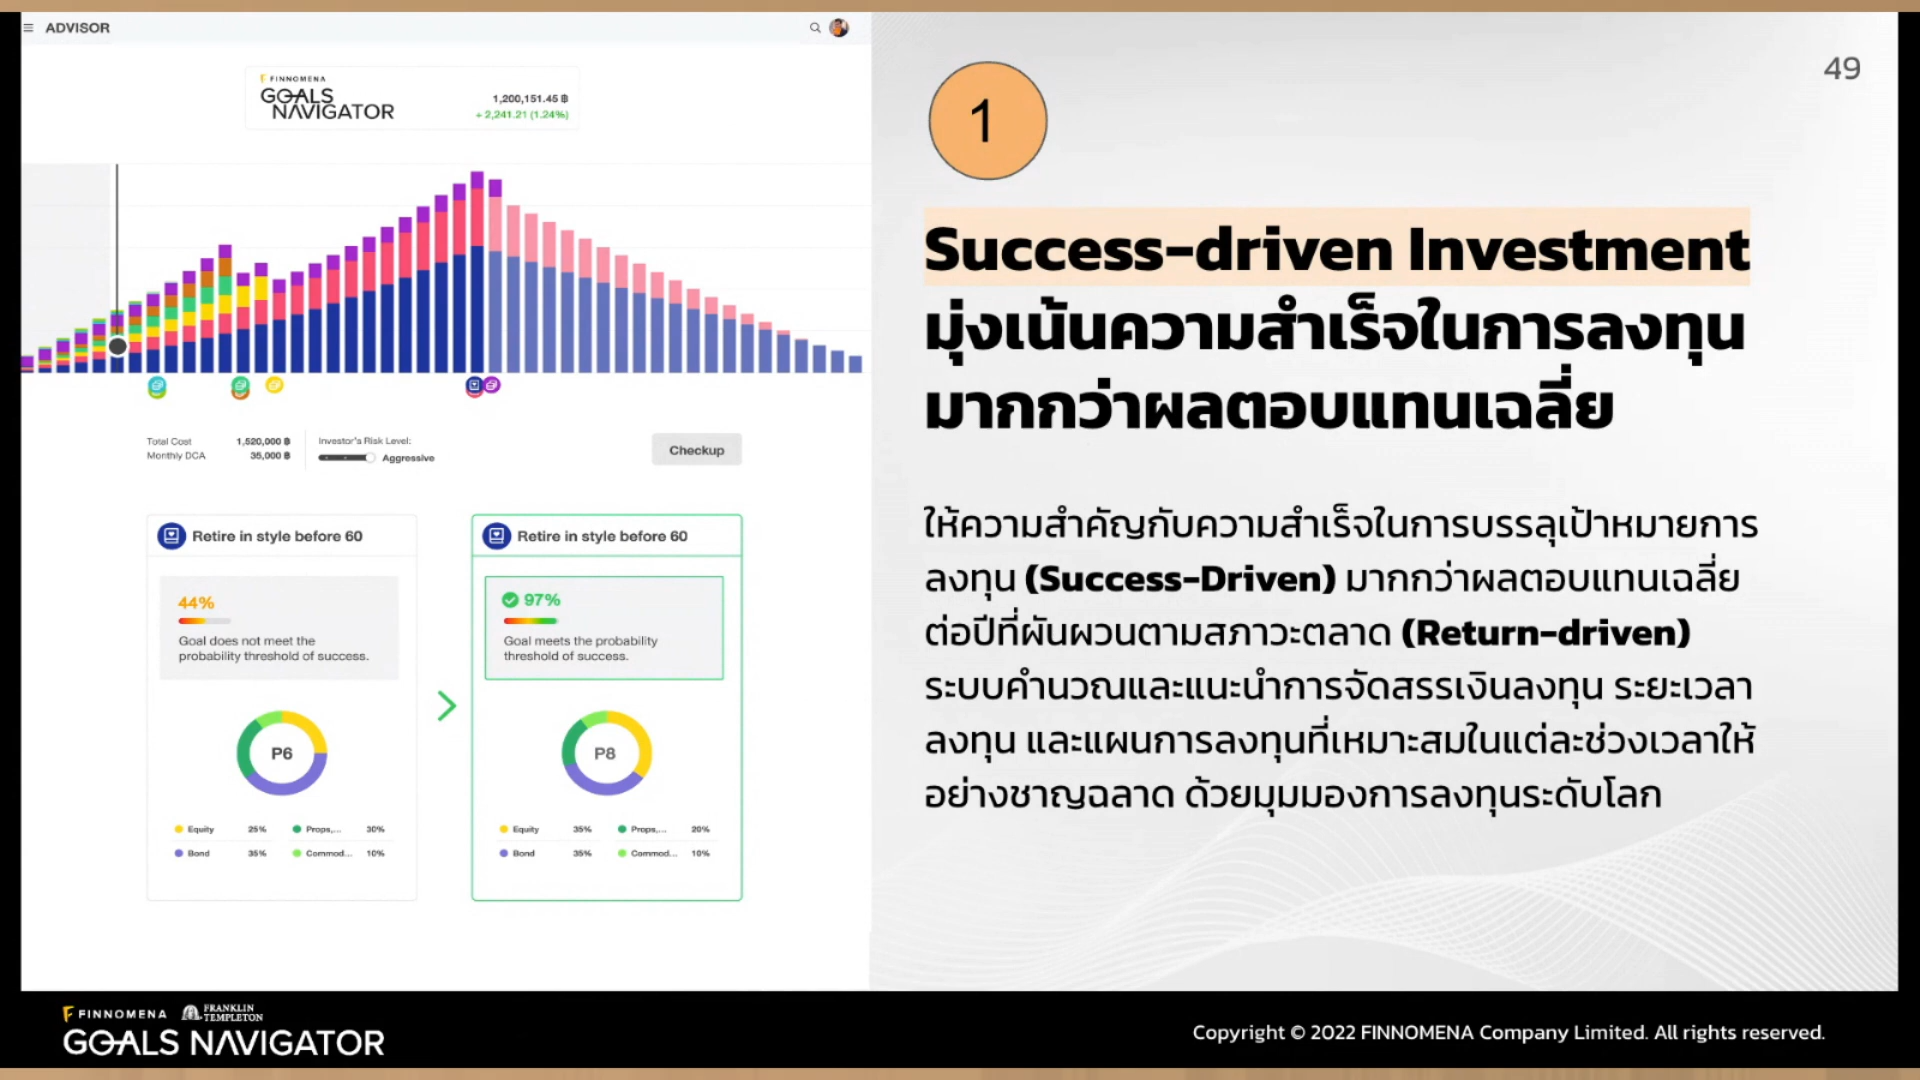 ADVISOR
FINNOMENA
GOALS
NAVIGATOR
1,200,151.45 ฿
+ 2,241.21 (1.24%)
Total Cost 1,520,000 ฿
Monthly DCA 35,000 ฿
Investor's Risk Level:
Aggressive
Checkup
Retire in style before 60
44%
Goal does not meet the
probability threshold of success.
P6
Equity 25% Props,... 30%
Bond 35% Commod... 10%
Retire in style before 60
97%
Goal meets the probability
threshold of success.
P8
Equity 35% Props,... 20%
Bond 35% Commod... 10%
49
1
Success-driven Investment
มุ่งเน้นความสำเร็จในการลงทุน
มากกว่าผลตอบแทนเฉลี่ย
ให้ความสำคัญกับความสำเร็จในการบรรลุเป้าหมายการ
ลงทุน (Success-Driven) มากกว่าผลตอบแทนเฉลี่ย
ต่อปีที่ผันผวนตามสภาวะตลาด (Return-driven)
ระบบคำนวณและแนะนำการจัดสรรเงินลงทุน ระยะเวลา
ลงทุน และแผนการลงทุนที่เหมาะสมในแต่ละช่วงเวลาให้
อย่างชาญฉลาด ด้วยมุมมองการลงทุนระดับโลก
FINNOMENA FRANKLIN
TEMPLETON
GOALS NAVIGATOR
Copyright © 2022 FINNOMENA Company Limited. All rights reserved.